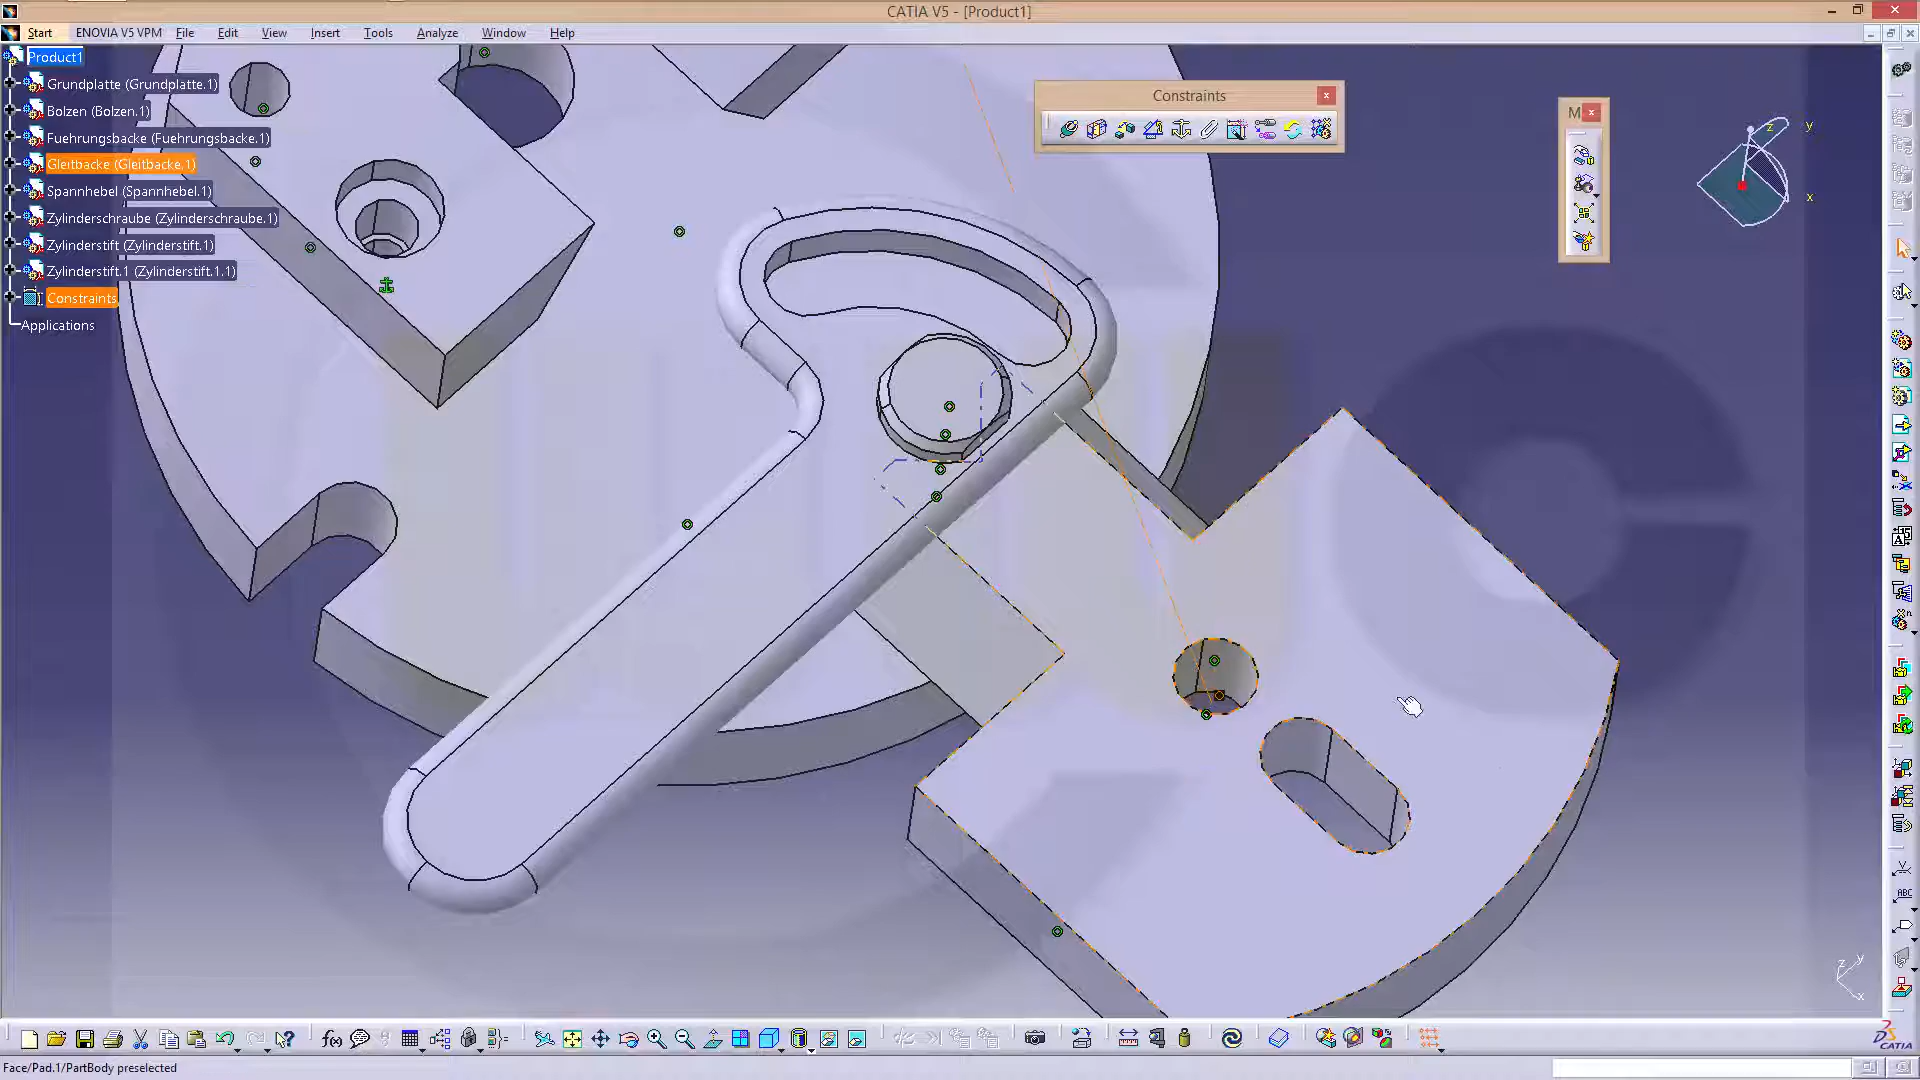 CATIA V5 - [Product1]
Start ENOVIA V5 VPM File Edit View Insert Tools Analyze Window Help
Product1
Grundplatte (Grundplatte.1)
Bolzen (Bolzen.1)
Fuehrungsbacke (Fuehrungsbacke.1)
Gleitbacke (Gleitbacke.1)
Spannhebel (Spannhebel.1)
Zylinderschraube (Zylinderschraube.1)
Zylinderstift (Zylinderstift.1)
Zylinderstift.1 (Zylinderstift.1.1)
Constraints
Applications
Constraints
M
z y
x
ABC
z y
x
CATIA
Face/Pad.1/PartBody preselected